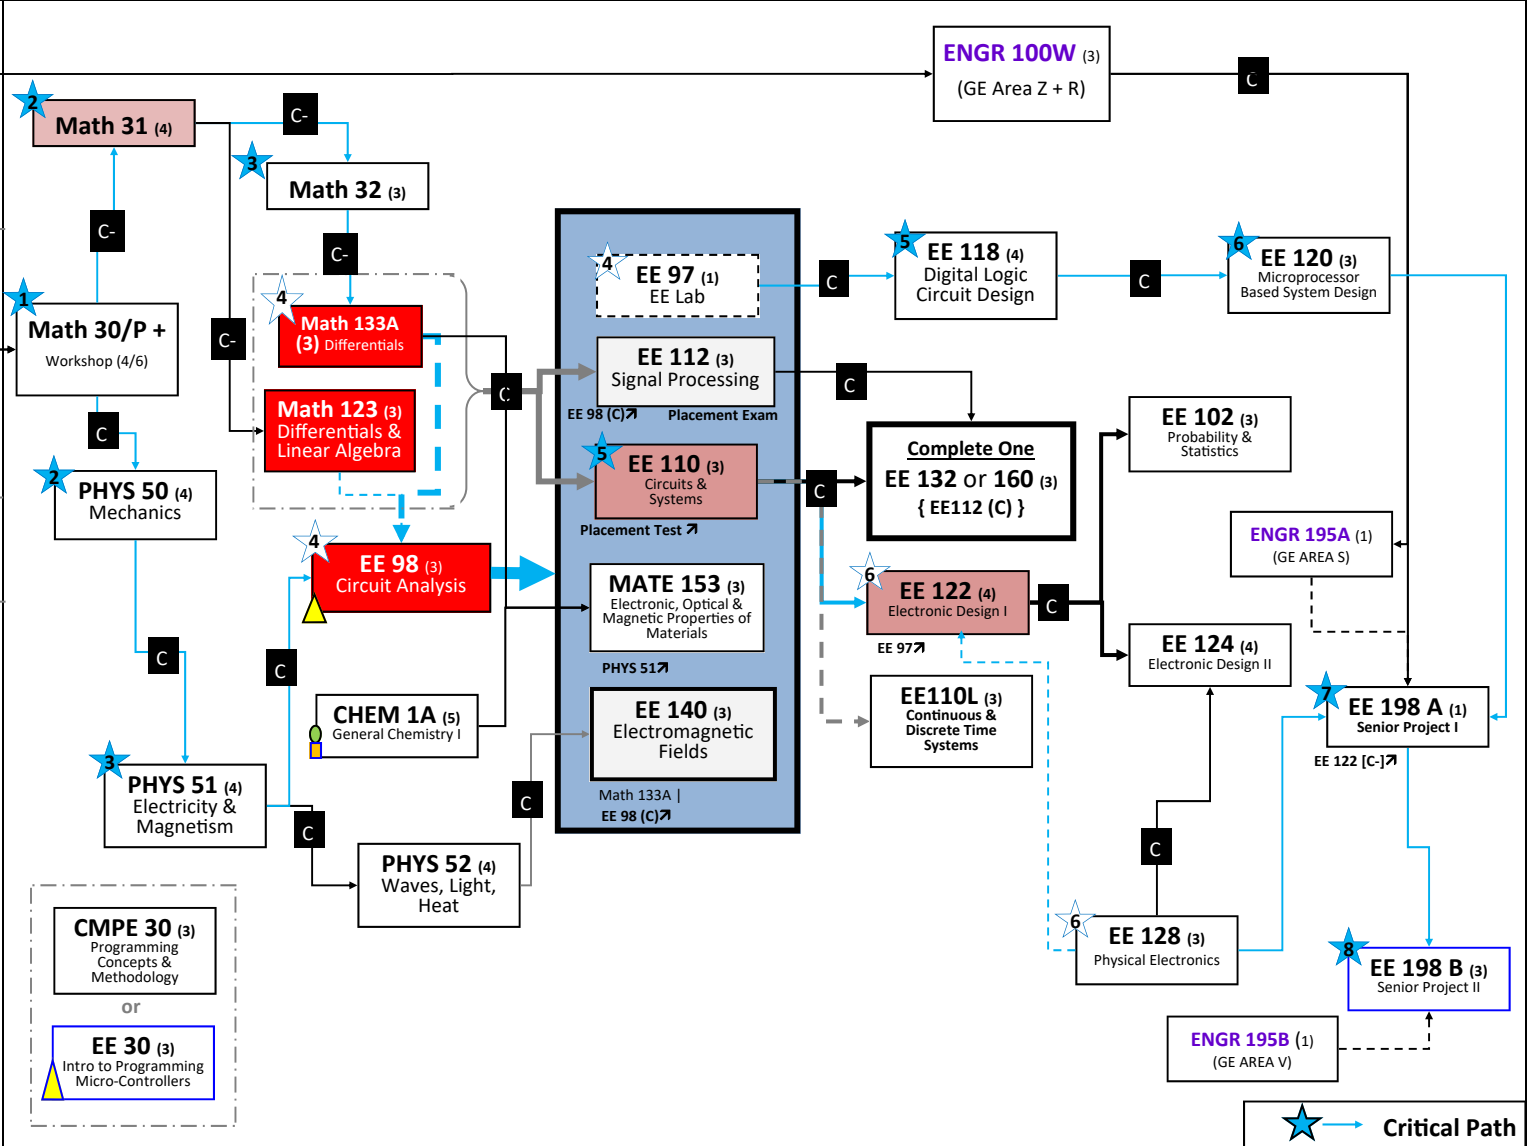 ENGR 100W (3)
(GE Area Z + R)
C
2
Math 31 (4)
C-
3
Math 32 (3)
C-
C-
1
Math 30/P +
Workshop (4/6)
C-
C
2
PHYS 50 (4)
Mechanics
C
3
PHYS 51 (4)
Electricity &
Magnetism
4
Math 133A
(3) Differentials
Math 123 (3)
Differentials &
Linear Algebra
C
4
EE 98 (3)
Circuit Analysis
C
CHEM 1A (5)
General Chemistry I
C
PHYS 52 (4)
Waves, Light,
Heat
C
CMPE 30 (3)
Programming
Concepts &
Methodology
or
EE 30 (3)
Intro to Programming
Micro-Controllers
4
EE 97 (1)
EE Lab
EE 112 (3)
Signal Processing
EE 98 (C)↗
Placement Exam
5
EE 110 (3)
Circuits &
Systems
Placement Test ↗
MATE 153 (3)
Electronic, Optical &
Magnetic Properties of
Materials
PHYS 51↗
EE 140 (3)
Electromagnetic
Fields
Math 133A |
EE 98 (C)↗
C
5
EE 118 (4)
Digital Logic
Circuit Design
C
6
EE 120 (3)
Microprocessor
Based System Design
C
Complete One
EE 132 or 160 (3)
{ EE112 (C) }
C
6
EE 122 (4)
Electronic Design I
EE 97↗
C
EE110L (3)
Continuous &
Discrete Time
Systems
EE 102 (3)
Probability &
Statistics
ENGR 195A (1)
(GE AREA S)
EE 124 (4)
Electronic Design II
C
6
EE 128 (3)
Physical Electronics
7
EE 198 A (1)
Senior Project I
EE 122 [C-]↗
8
EE 198 B (3)
Senior Project II
ENGR 195B (1)
(GE AREA V)
Critical Path